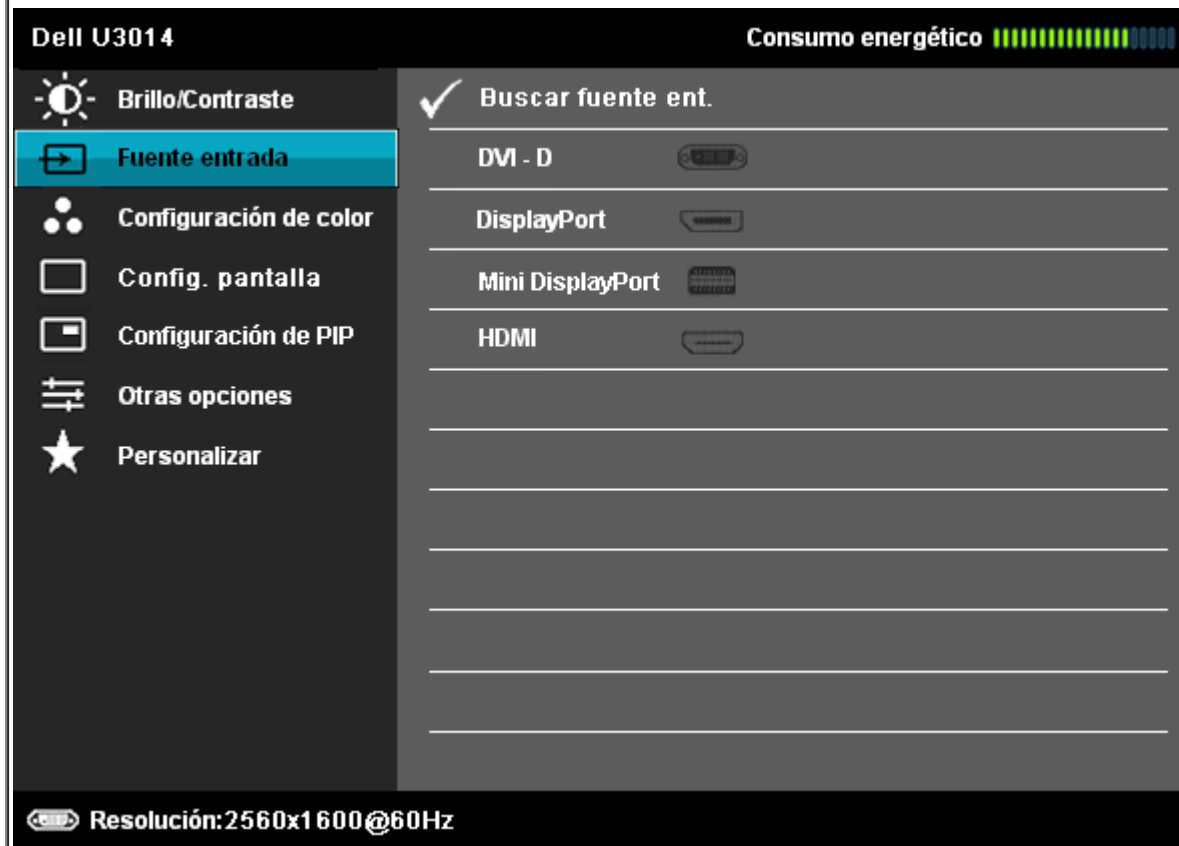 Dell U3014 Consumo energético
Brillo/Contraste
Fuente entrada
Configuración de color
Config. pantalla
Configuración de PIP
Otras opciones
Personalizar
Buscar fuente ent.
DVI - D
DisplayPort
Mini DisplayPort
HDMI
Resolución:2560x1600@60Hz